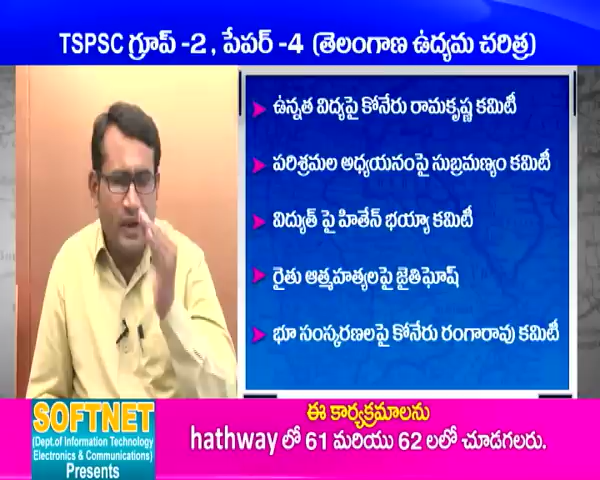 TSPSC గ్రూప్ -2 , పేపర్ -4 (తెలంగాణ ఉద్యమ చరిత్ర)
ఉన్నత విద్యపై కోనేరు రామకృష్ణ కమిటీ
పరిశ్రమల అధ్యయనంపై సుబ్రమణ్యం కమిటీ
విద్యుత్ పై హితేన్ భయ్యా కమిటీ
రైతు ఆత్మహత్యలపై జైతిఘోష్
భూ సంస్కరణలపై కోనేరు రంగారావు కమిటీ
SOFTNET
(Dept.of Information Technology
Electronics & Communications)
Presents
ఈ కార్యక్రమాలను
hathway లో 61 మరియు 62 లలో చూడగలరు.